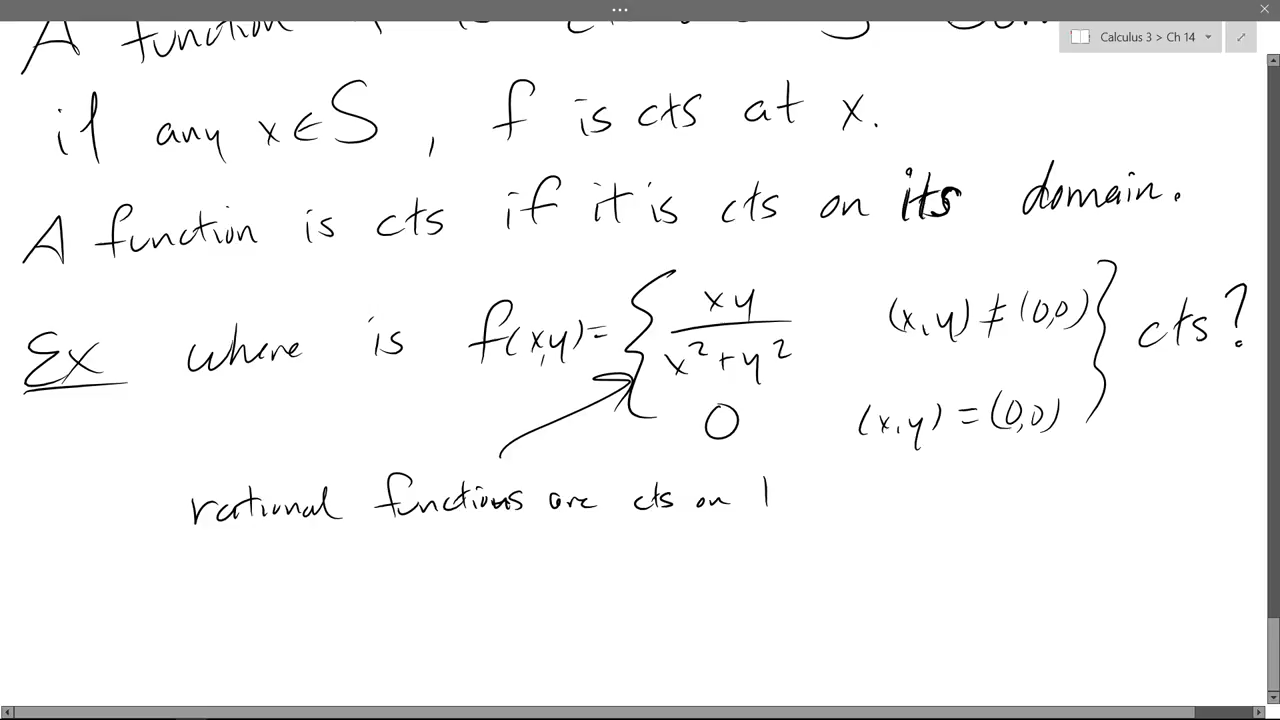 Calculus 3 > Ch 14
A function
if any x∈S, f is cts at x.
A function is cts if it is cts on its domain.
Ex where is f(x,y)= { xy / x²+y² (x,y) ≠ (0,0) } cts?
0 (x,y) = (0,0)
rational functions are cts on